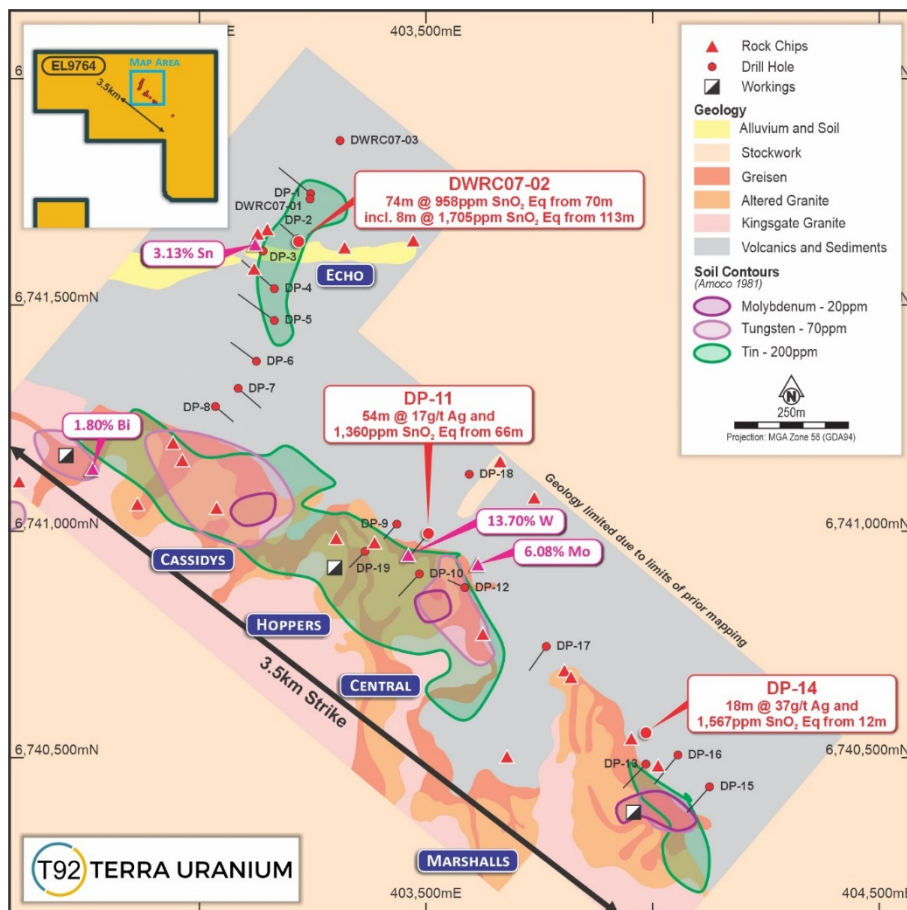 403,500mE
EL9764
MAP AREA
3.5km
DWRC07-03
DP-1
DWRC07-01
DP-2
DWRC07-02
74m @ 958ppm SnO₂ Eq from 70m
incl. 8m @ 1,705ppm SnO₂ Eq from 113m
3.13% Sn
DP-3
ECHO
DP-4
6,741,500mN
DP-5
DP-6
DP-7
DP-8
DP-11
54m @ 17g/t Ag and
1,360ppm SnO₂ Eq from 66m
1.80% Bi
DP-18
Geology limited due to limits of prior mapping
6,741,000mN
6,741,000mN
DP-9
13.70% W
6.08% Mo
CASSIDYS
DP-19
DP-10
DP-12
HOPPERS
3.5km Strike
CENTRAL
DP-17
DP-14
18m @ 37g/t Ag and
1,567ppm SnO₂ Eq from 12m
6,740,500mN
6,740,500mN
DP-13
DP-16
DP-15
MARSHALLS
T92 TERRA URANIUM
403,500mE
404,500mE
Rock Chips
Drill Hole
Workings
Geology
Alluvium and Soil
Stockwork
Greisen
Altered Granite
Kingsgate Granite
Volcanics and Sediments
Soil Contours
(Amoco 1981)
Molybdenum - 20ppm
Tungsten - 70ppm
Tin - 200ppm
N
250m
Projection: MGA Zone 56 (GDA94)